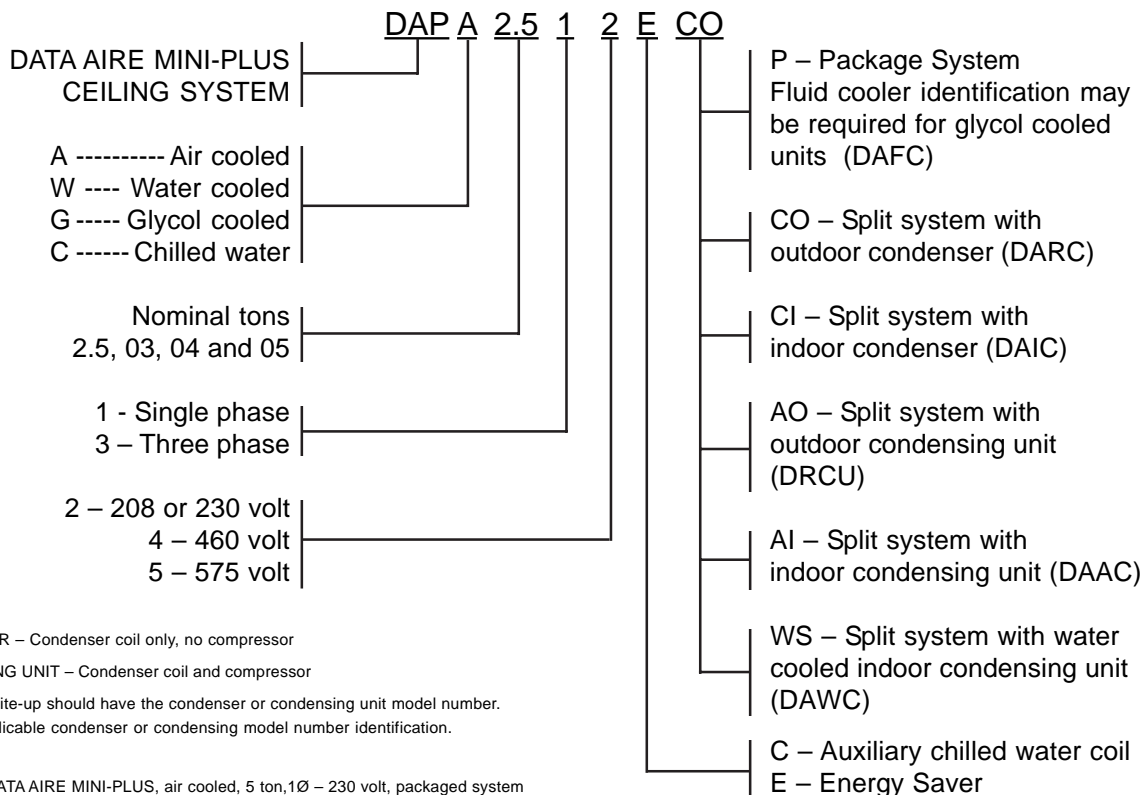 DAP A 2.5 1 2 E CO
DATA AIRE MINI-PLUS
CEILING SYSTEM
A ---------- Air cooled
W ---- Water cooled
G ----- Glycol cooled
C ------ Chilled water
Nominal tons
2.5, 03, 04 and 05
1 - Single phase
3 – Three phase
2 – 208 or 230 volt
4 – 460 volt
5 – 575 volt
P – Package System
Fluid cooler identification may
be required for glycol cooled
units (DAFC)
CO – Split system with
outdoor condenser (DARC)
CI – Split system with
indoor condenser (DAIC)
AO – Split system with
outdoor condensing unit
(DRCU)
AI – Split system with
indoor condensing unit (DAAC)
WS – Split system with water
cooled indoor condensing unit
(DAWC)
C – Auxiliary chilled water coil
E – Energy Saver
R – Condenser coil only, no compressor
NG UNIT – Condenser coil and compressor
ite-up should have the condenser or condensing unit model number.
licable condenser or condensing model number identification.
ATA AIRE MINI-PLUS, air cooled, 5 ton,1Ø – 230 volt, packaged system